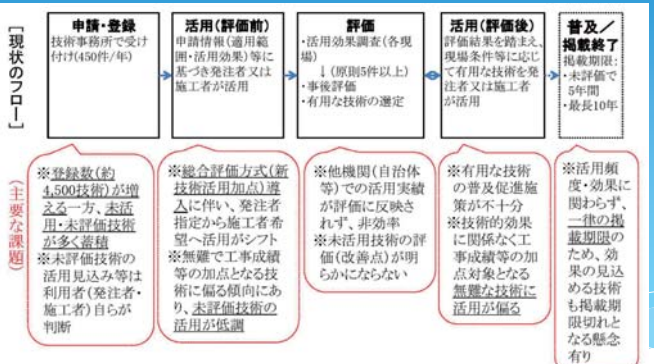 [現状のフロー]
申請・登録
技術事務所で受け
付け(450件/年)
活用(評価前)
申請情報(適用範
囲・活用効果)等に
基づき発注者又は
施工者が活用
評価
・活用効果調査(各現
場)
↓(原則5件以上)
・事後評価
・有用な技術の選定
活用(評価後)
評価結果を踏まえ、
現場条件等に応じ
て有用な技術を発
注者又は施工者
が活用
普及/
掲載終了
掲載期限:
・未評価で
5年間
・最長10年
(主要な課題)
※登録数(約
4,500技術)が増
える一方、未活
用・未評価技術
が多く蓄積
※未評価技術の
活用見込み等は
利用者(発注者・
施工者)自らが
判断
※総合評価方式(新
技術活用加点)導
入に伴い、発注者
指定から施工者希
望へ活用がシフト
※無難で工事成績
等の加点となる技
術に偏る傾向にあ
り、未評価技術の
活用が低調
※他機関(自治体
等)での活用実績
が評価に反映さ
れず、非効率
※未活用技術の評
価(改善点)が明
らかにならない
※有用な技術
の普及促進施
策が不十分
※技術的効果
に関係なく工
事成績等の加
点対象となる
無難な技術に
活用が偏る
※活用頻
度・効果に
関わらず、
一律の掲
載期限の
ため、効
果の見込
める技術
も掲載期
限切れと
なる懸念
有り